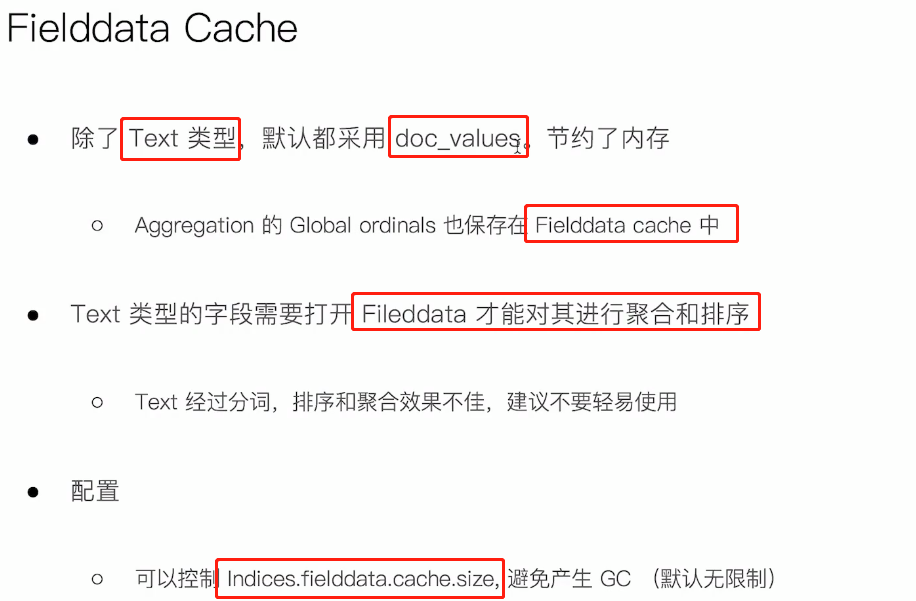 Fielddata Cache
除了 Text 类型，默认都采用 doc_values。节约了内存
Aggregation 的 Global ordinals 也保存在 Fielddata cache 中
Text 类型的字段需要打开 Fileddata 才能对其进行聚合和排序
Text 经过分词，排序和聚合效果不佳，建议不要轻易使用
配置
可以控制 Indices.fielddata.cache.size, 避免产生 GC （默认无限制）